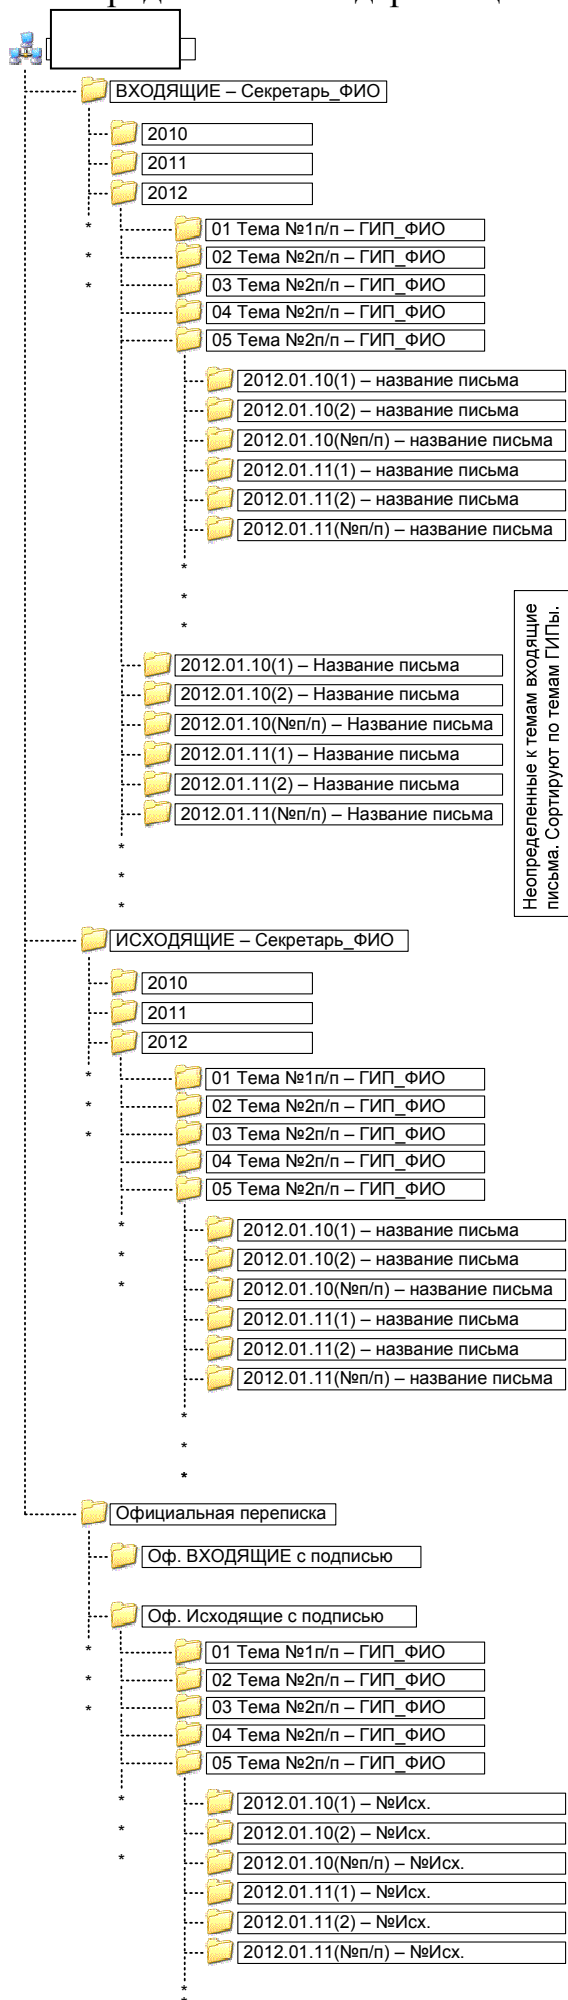 ВХОДЯЩИЕ – Секретарь_ФИО
2010
2011
2012
*
01 Тема №1п/п – ГИП_ФИО
*
02 Тема №2п/п – ГИП_ФИО
*
03 Тема №2п/п – ГИП_ФИО
04 Тема №2п/п – ГИП_ФИО
05 Тема №2п/п – ГИП_ФИО
2012.01.10(1) – название письма
2012.01.10(2) – название письма
2012.01.10(№п/п) – название письма
2012.01.11(1) – название письма
2012.01.11(2) – название письма
2012.01.11(№п/п) – название письма
*
*
*
2012.01.10(1) – Название письма
2012.01.10(2) – Название письма
2012.01.10(№п/п) – Название письма
2012.01.11(1) – Название письма
2012.01.11(2) – Название письма
2012.01.11(№п/п) – Название письма
Неопределенные к темам входящие
письма. Сортируют по темам ГИПы.
*
*
*
ИСХОДЯЩИЕ – Секретарь_ФИО
2010
2011
2012
*
01 Тема №1п/п – ГИП_ФИО
*
02 Тема №2п/п – ГИП_ФИО
*
03 Тема №2п/п – ГИП_ФИО
04 Тема №2п/п – ГИП_ФИО
05 Тема №2п/п – ГИП_ФИО
*
2012.01.10(1) – название письма
*
2012.01.10(2) – название письма
*
2012.01.10(№п/п) – название письма
2012.01.11(1) – название письма
2012.01.11(2) – название письма
2012.01.11(№п/п) – название письма
*
*
*
Официальная переписка
Оф. ВХОДЯЩИЕ с подписью
Оф. Исходящие с подписью
*
01 Тема №1п/п – ГИП_ФИО
*
02 Тема №2п/п – ГИП_ФИО
*
03 Тема №2п/п – ГИП_ФИО
04 Тема №2п/п – ГИП_ФИО
05 Тема №2п/п – ГИП_ФИО
*
2012.01.10(1) – №Исх.
*
2012.01.10(2) – №Исх.
*
2012.01.10(№п/п) – №Исх.
2012.01.11(1) – №Исх.
2012.01.11(2) – №Исх.
2012.01.11(№п/п) – №Исх.
*
*